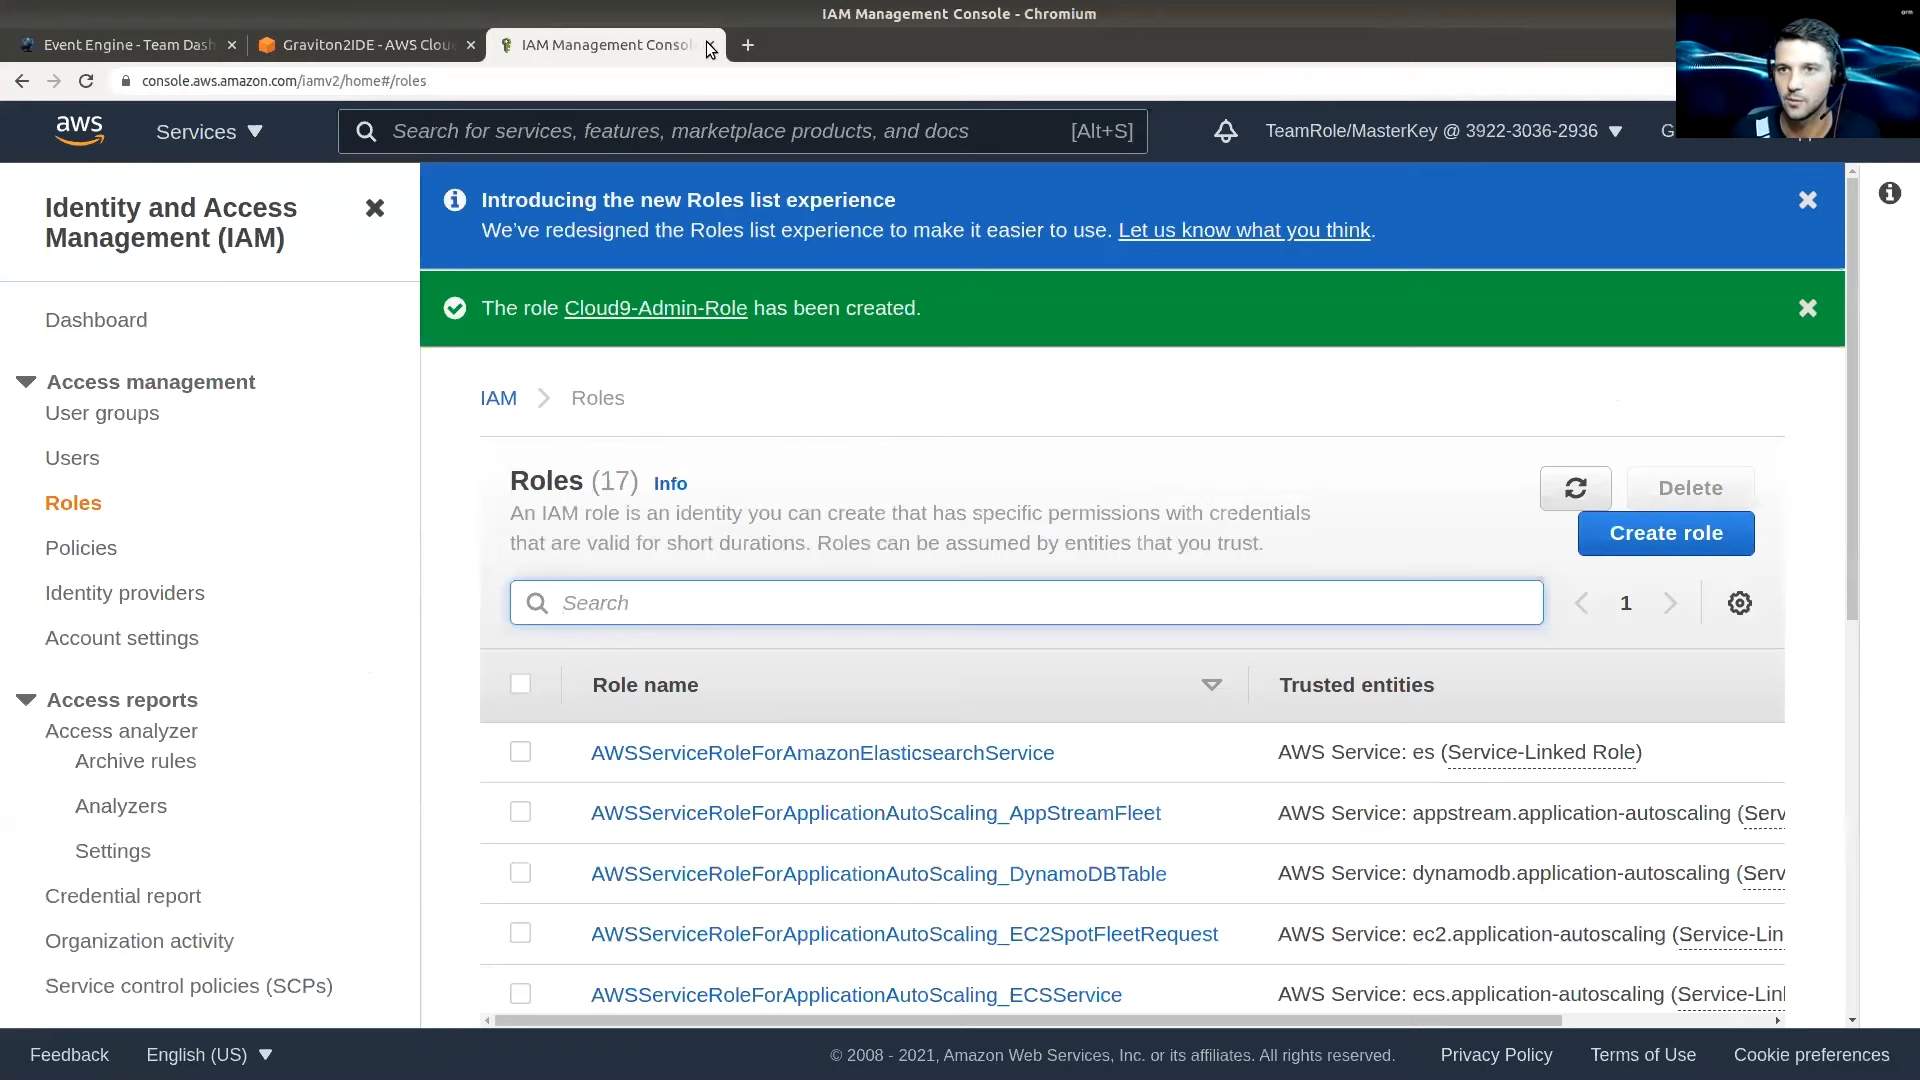 IAM Management Console - Chromium
Event Engine - Team Dash
Graviton2IDE - AWS Clou
IAM Management Conso
console.aws.amazon.com/iamv2/home#/roles
aws
Services
Search for services, features, marketplace products, and docs
[Alt+S]
TeamRole/MasterKey @ 3922-3036-2936
G
Identity and Access
Management (IAM)
Dashboard
Access management
User groups
Users
Roles
Policies
Identity providers
Account settings
Access reports
Access analyzer
Archive rules
Analyzers
Settings
Credential report
Organization activity
Service control policies (SCPs)
Introducing the new Roles list experience
We've redesigned the Roles list experience to make it easier to use. Let us know what you think.
The role Cloud9-Admin-Role has been created.
IAM
Roles
Roles (17) Info
An IAM role is an identity you can create that has specific permissions with credentials
that are valid for short durations. Roles can be assumed by entities that you trust.
Delete
Create role
Search
1
Role name
Trusted entities
AWSServiceRoleForAmazonElasticsearchService
AWS Service: es (Service-Linked Role)
AWSServiceRoleForApplicationAutoScaling_AppStreamFleet
AWS Service: appstream.application-autoscaling (Serv
AWSServiceRoleForApplicationAutoScaling_DynamoDBTable
AWS Service: dynamodb.application-autoscaling (Serv
AWSServiceRoleForApplicationAutoScaling_EC2SpotFleetRequest
AWS Service: ec2.application-autoscaling (Service-Lin
AWSServiceRoleForApplicationAutoScaling_ECSService
AWS Service: ecs.application-autoscaling (Service-Lin
Feedback
English (US)
© 2008 - 2021, Amazon Web Services, Inc. or its affiliates. All rights reserved.
Privacy Policy
Terms of Use
Cookie preferences